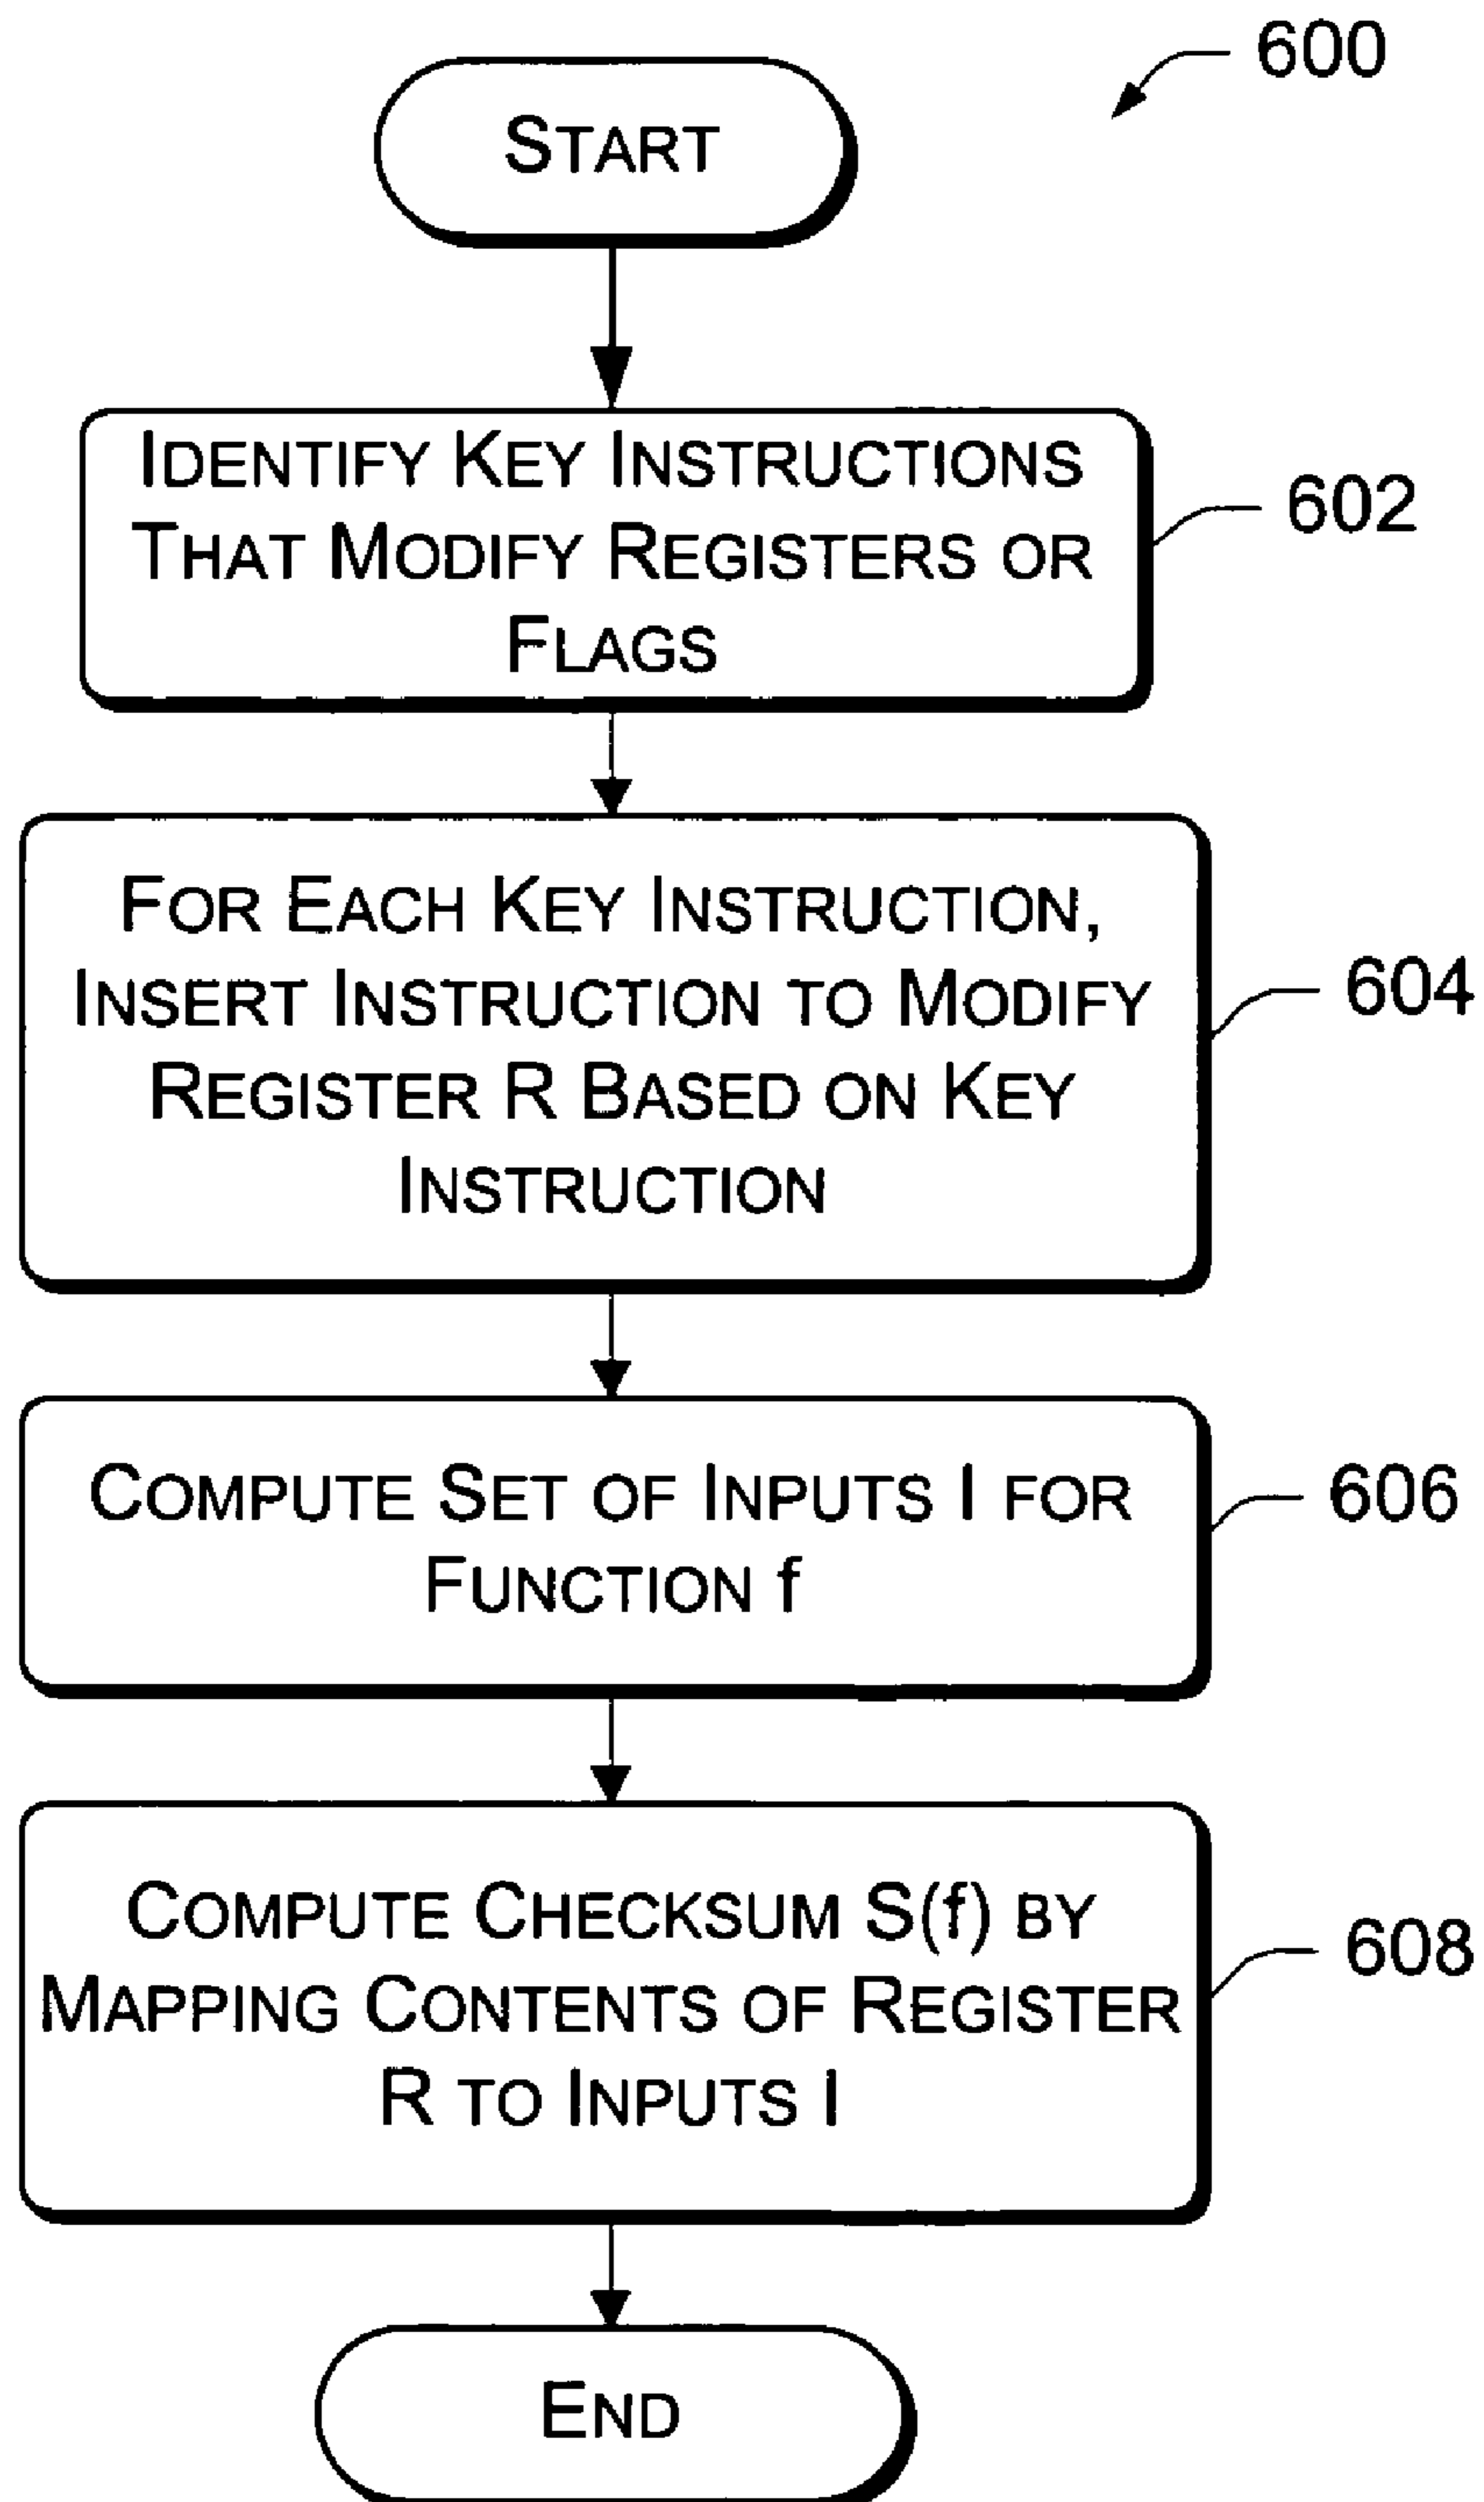 600
START
IDENTIFY KEY INSTRUCTIONS
THAT MODIFY REGISTERS OR
FLAGS
602
FOR EACH KEY INSTRUCTION,
INSERT INSTRUCTION TO MODIFY
REGISTER R BASED ON KEY
INSTRUCTION
604
COMPUTE SET OF INPUTS I FOR
FUNCTION f
606
COMPUTE CHECKSUM S(f) BY
MAPPING CONTENTS OF REGISTER
R TO INPUTS I
608
END